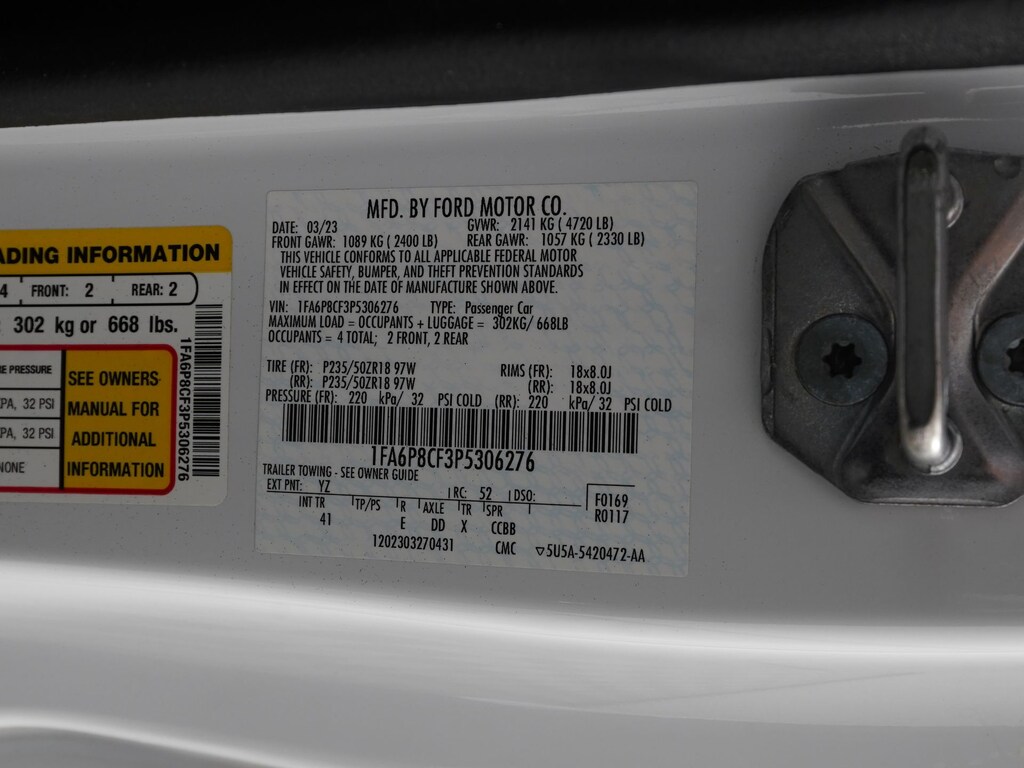 ADING INFORMATION
4 FRONT: 2 REAR: 2
: 302 kg or 668 lbs.
RE PRESSURE
PA, 32 PSI
PA, 32 PSI
NONE
SEE OWNERS
MANUAL FOR
ADDITIONAL
INFORMATION
1FA6P8CF3P5306276
MFD. BY FORD MOTOR CO.
DATE: 03/23 GVWR: 2141 KG ( 4720 LB)
FRONT GAWR: 1089 KG ( 2400 LB) REAR GAWR: 1057 KG ( 2330 LB)
THIS VEHICLE CONFORMS TO ALL APPLICABLE FEDERAL MOTOR
VEHICLE SAFETY, BUMPER, AND THEFT PREVENTION STANDARDS
IN EFFECT ON THE DATE OF MANUFACTURE SHOWN ABOVE.
VIN: 1FA6P8CF3P5306276 TYPE: Passenger Car
MAXIMUM LOAD = OCCUPANTS + LUGGAGE = 302KG/ 668LB
OCCUPANTS = 4 TOTAL; 2 FRONT, 2 REAR
TIRE (FR): P235/50ZR18 97W RIMS (FR): 18x8.0J
(RR): P235/50ZR18 97W (RR): 18x8.0J
PRESSURE (FR): 220 kPa/ 32 PSI COLD (RR): 220 kPa/ 32 PSI COLD
1FA6P8CF3P5306276
TRAILER TOWING - SEE OWNER GUIDE
EXT PNT: YZ RC: 52 DSO: F0169
INT TR TP/PS R AXLE TR SPR R0117
41 E DD X CCBB
1202303270431 CMC ▽5U5A-5420472-AA